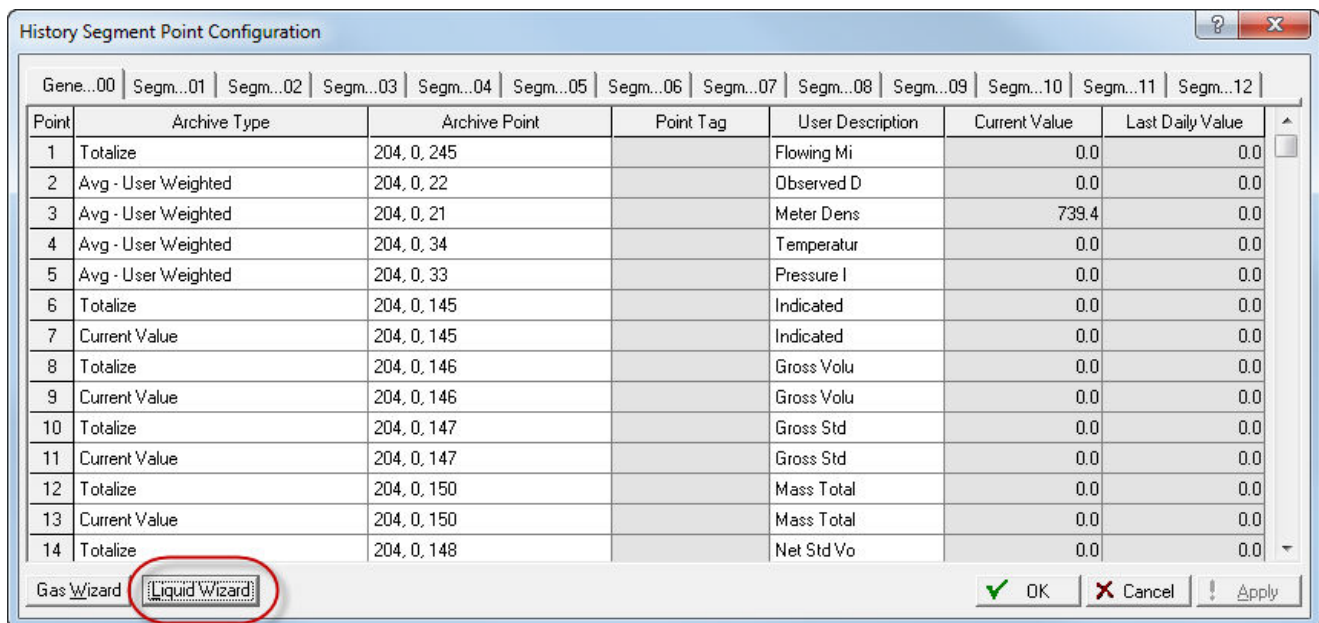 History Segment Point Configuration
Gene...00 Segm...01 Segm...02 Segm...03 Segm...04 Segm...05 Segm...06 Segm...07 Segm...08 Segm...09 Segm...10 Segm...11 Segm...12
Point Archive Type Archive Point Point Tag User Description Current Value Last Daily Value
1 Totalize 204, 0, 245 Flowing Mi 0.0 0.0
2 Avg - User Weighted 204, 0, 22 Observed D 0.0 0.0
3 Avg - User Weighted 204, 0, 21 Meter Dens 739.4 0.0
4 Avg - User Weighted 204, 0, 34 Temperatur 0.0 0.0
5 Avg - User Weighted 204, 0, 33 Pressure I 0.0 0.0
6 Totalize 204, 0, 145 Indicated 0.0 0.0
7 Current Value 204, 0, 145 Indicated 0.0 0.0
8 Totalize 204, 0, 146 Gross Volu 0.0 0.0
9 Current Value 204, 0, 146 Gross Volu 0.0 0.0
10 Totalize 204, 0, 147 Gross Std 0.0 0.0
11 Current Value 204, 0, 147 Gross Std 0.0 0.0
12 Totalize 204, 0, 150 Mass Total 0.0 0.0
13 Current Value 204, 0, 150 Mass Total 0.0 0.0
14 Totalize 204, 0, 148 Net Std Vo 0.0 0.0
Gas Wizard Liquid Wizard OK Cancel ! Apply